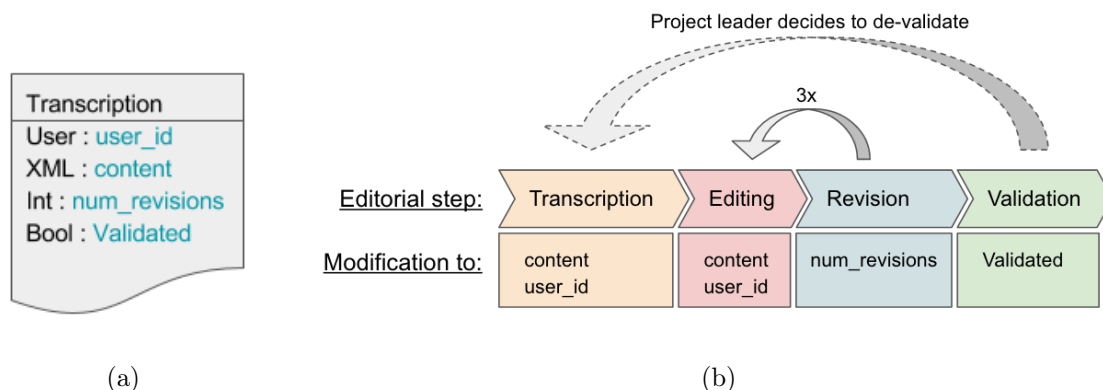 Project leader decides to de-validate
3x
Transcription
User : user_id
XML : content
Int : num_revisions
Bool : Validated
Editorial step:
Transcription
Editing
Revision
Validation
Modification to:
content
user_id
content
user_id
num_revisions
Validated
(a)
(b)